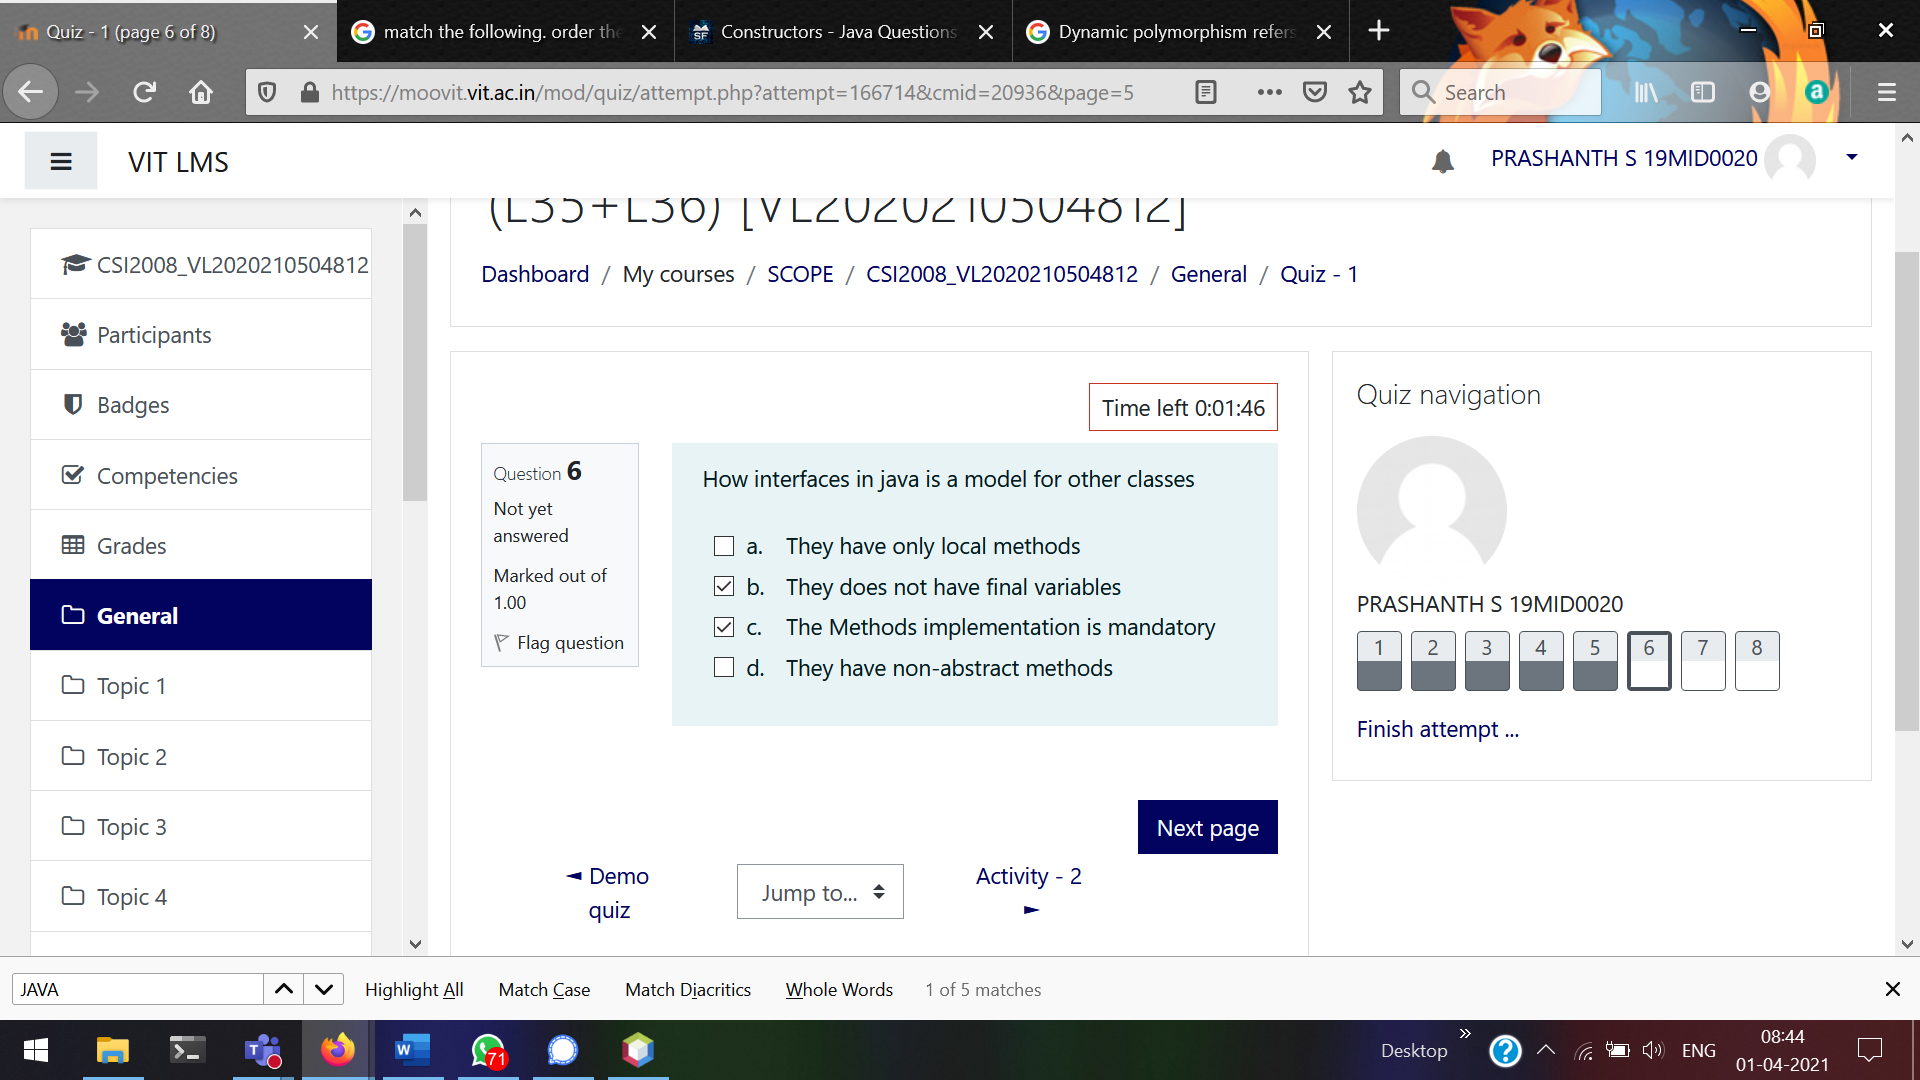 Quiz - 1 (page 6 of 8)
match the following. order the
Constructors - Java Questions
Dynamic polymorphism refers
https://moovit.vit.ac.in/mod/quiz/attempt.php?attempt=166714&cmid=20936&page=5
Search
VIT LMS
PRASHANTH S 19MID0020
(L35+L36) [VL2020210504812]
Dashboard / My courses / SCOPE / CSI2008_VL2020210504812 / General / Quiz - 1
CSI2008_VL2020210504812
Participants
Badges
Competencies
Grades
General
Topic 1
Topic 2
Topic 3
Topic 4
Time left 0:01:46
Question 6
Not yet
answered
Marked out of
1.00
Flag question
How interfaces in java is a model for other classes
a. They have only local methods
b. They does not have final variables
c. The Methods implementation is mandatory
d. They have non-abstract methods
Next page
◄ Demo
quiz
Jump to...
Activity - 2
►
Quiz navigation
PRASHANTH S 19MID0020
1 2 3 4 5 6 7 8
Finish attempt ...
JAVA
Highlight All
Match Case
Match Diacritics
Whole Words
1 of 5 matches
71
Desktop
ENG
08:44
01-04-2021